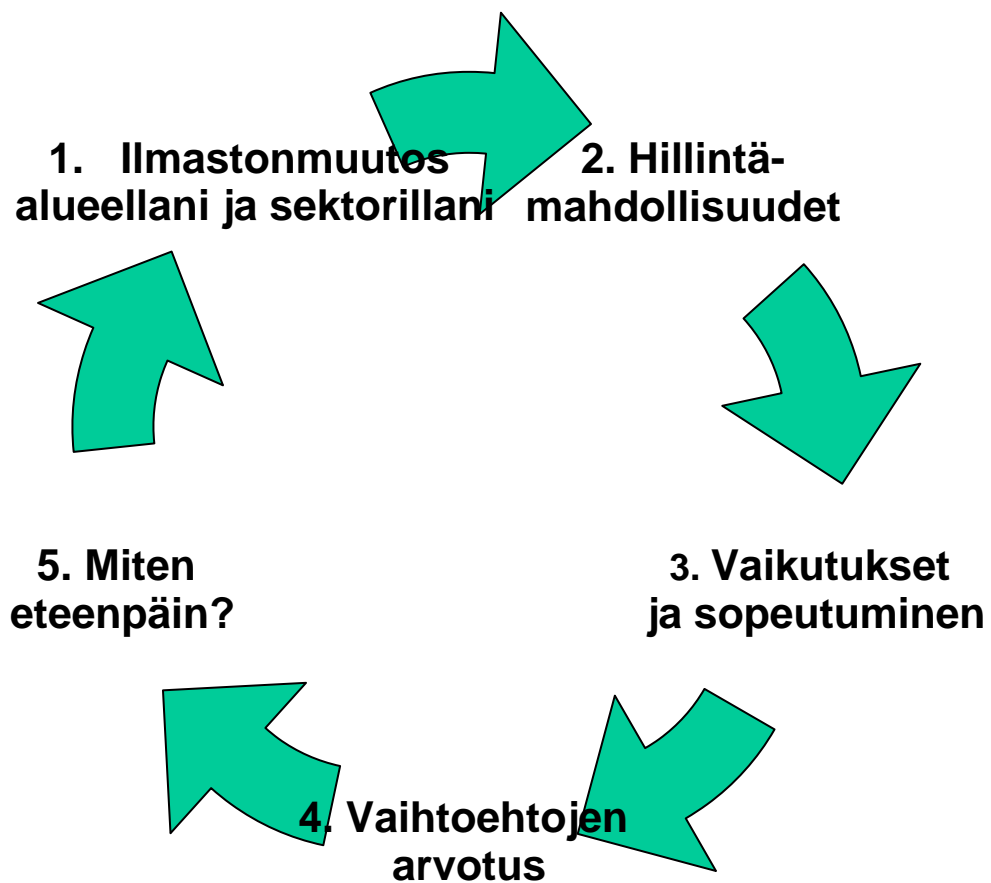 1. Ilmastonmuutos
alueellani ja sektorillani
2. Hillintä-
mahdollisuudet
3. Vaikutukset
ja sopeutuminen
4. Vaihtoehtojen
arvotus
5. Miten
eteenpäin?